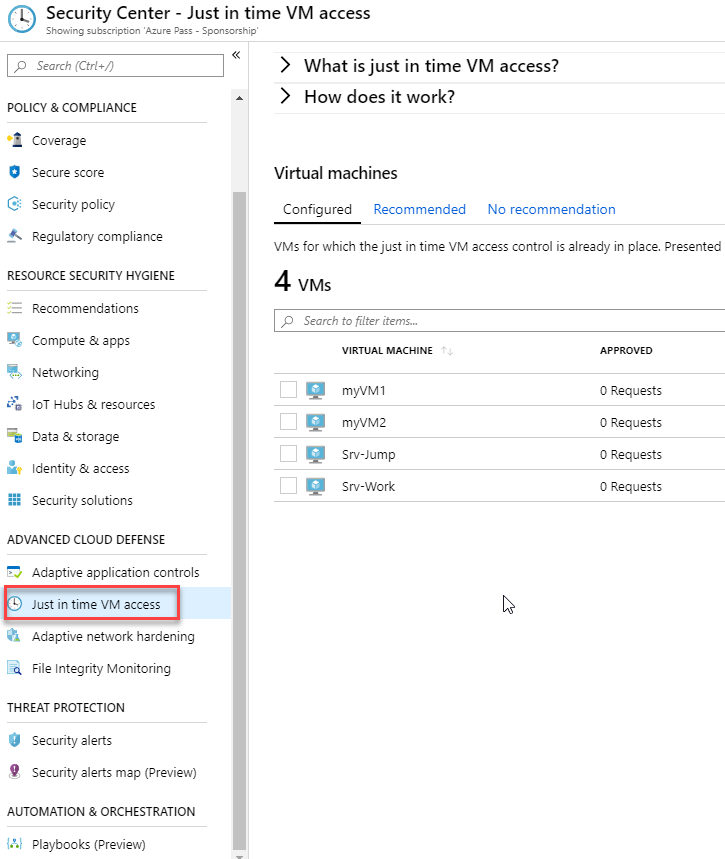 Security Center - Just in time VM access
Showing subscription 'Azure Pass - Sponsorship'
Search (Ctrl+/)
«
POLICY & COMPLIANCE
Coverage
Secure score
Security policy
Regulatory compliance
RESOURCE SECURITY HYGIENE
Recommendations
Compute & apps
Networking
IoT Hubs & resources
Data & storage
Identity & access
Security solutions
ADVANCED CLOUD DEFENSE
Adaptive application controls
Just in time VM access
Adaptive network hardening
File Integrity Monitoring
THREAT PROTECTION
Security alerts
Security alerts map (Preview)
AUTOMATION & ORCHESTRATION
Playbooks (Preview)
What is just in time VM access?
How does it work?
Virtual machines
Configured Recommended No recommendation
VMs for which the just in time VM access control is already in place. Presented
4 VMs
Search to filter items...
VIRTUAL MACHINE ↑↓ APPROVED
myVM1 0 Requests
myVM2 0 Requests
Srv-Jump 0 Requests
Srv-Work 0 Requests